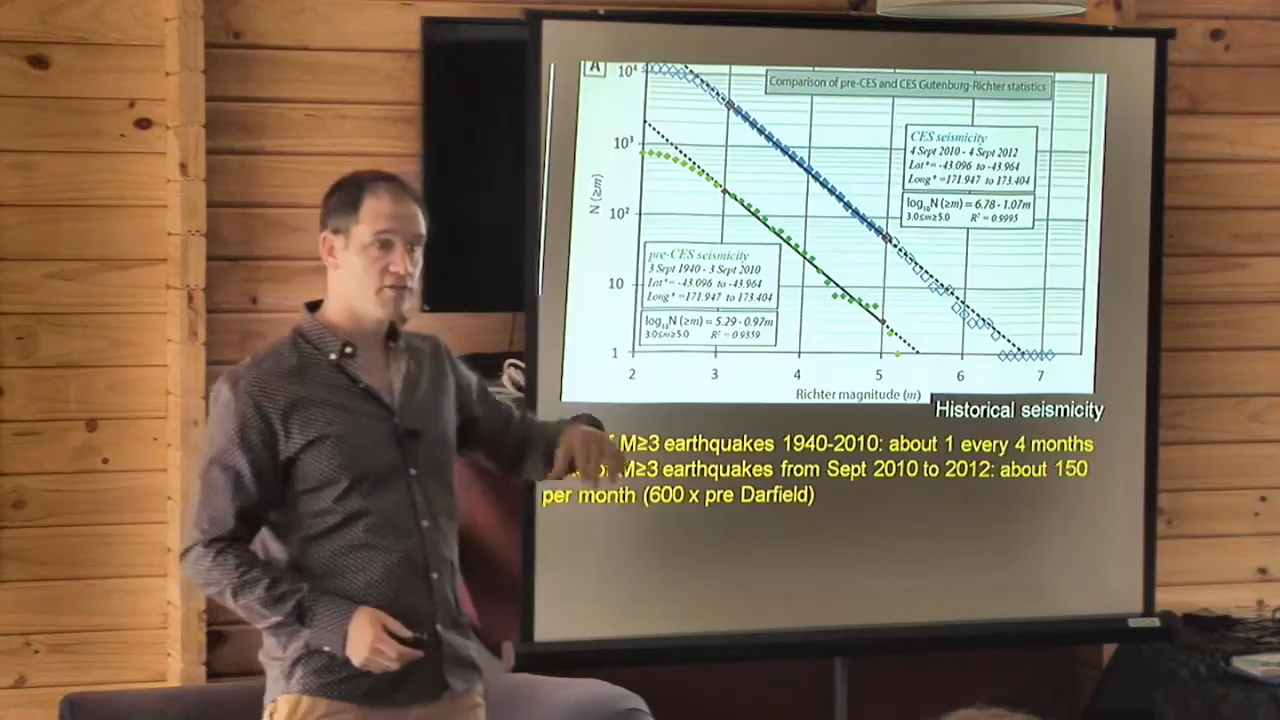 A
Comparison of pre-CES and CES Gutenburg-Richter statistics
10⁴
10³
10²
10
1
N (≥m)
CES seismicity
4 Sept 2010 - 4 Sept 2012
Lat° = -43.096 to -43.964
Long° = 171.947 to 173.404
log₁₀N (≥m) = 6.78 - 1.07m
3.0≤m≥5.0 R² = 0.9995
pre-CES seismicity
3 Sept 1940 - 3 Sept 2010
Lat° = -43.096 to -43.964
Long° = 171.947 to 173.404
log₁₀N (≥m) = 5.29 - 0.97m
3.0≤m≥5.0 R² = 0.9859
2 3 4 5 6 7
Richter magnitude (m)
Historical seismicity
M≥3 earthquakes 1940-2010: about 1 every 4 months
M≥3 earthquakes from Sept 2010 to 2012: about 150
per month (600 x pre Darfield)